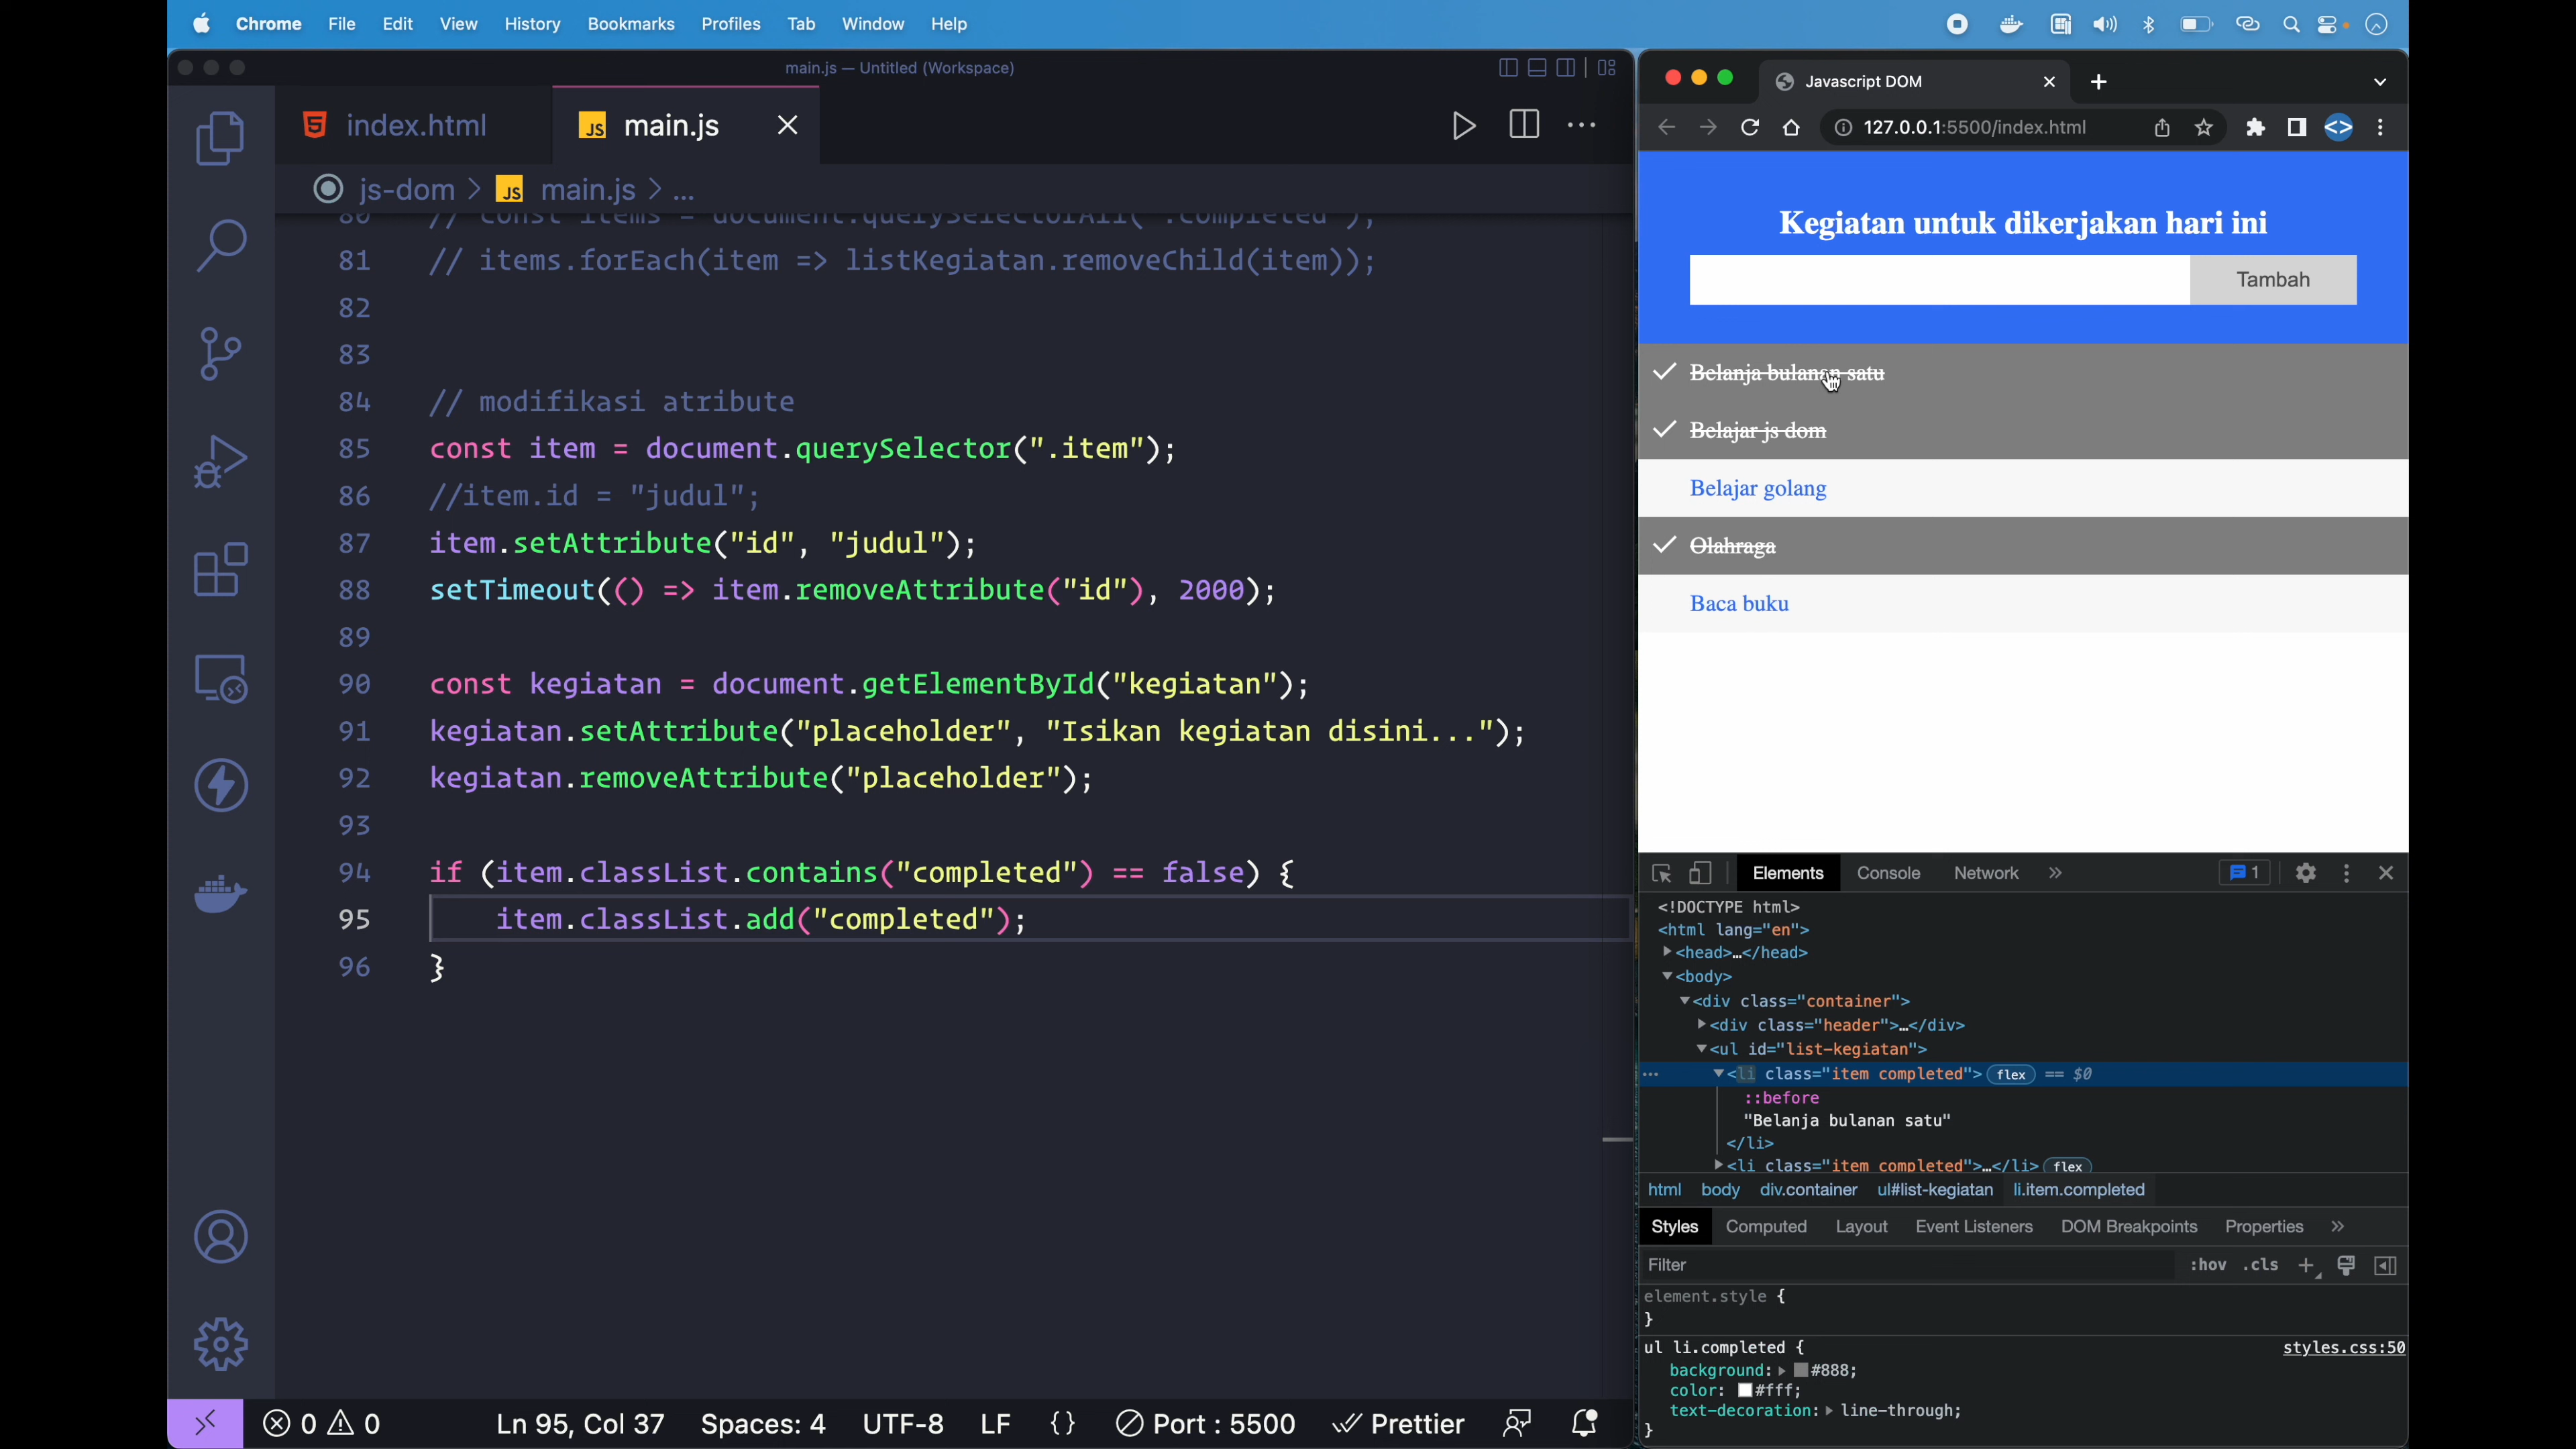 Chrome File Edit View History Bookmarks Profiles Tab Window Help
main.js — Untitled (Workspace)
index.html
JS main.js
js-dom > JS main.js > ...
80 // const items = document.querySelectorAll(".completed");
81 // items.forEach(item => listKegiatan.removeChild(item));
82
83
84 // modifikasi atribute
85 const item = document.querySelector(".item");
86 //item.id = "judul";
87 item.setAttribute("id", "judul");
88 setTimeout(() => item.removeAttribute("id"), 2000);
89
90 const kegiatan = document.getElementById("kegiatan");
91 kegiatan.setAttribute("placeholder", "Isikan kegiatan disini...");
92 kegiatan.removeAttribute("placeholder");
93
94 if (item.classList.contains("completed") == false) {
95 item.classList.add("completed");
96 }
0 0 Ln 95, Col 37 Spaces: 4 UTF-8 LF {} Port : 5500 Prettier
Javascript DOM
127.0.0.1:5500/index.html
Kegiatan untuk dikerjakan hari ini
Tambah
Belanja bulanan satu
Belajar js dom
Belajar golang
Olahraga
Baca buku
Elements Console Network » 1
<!DOCTYPE html>
<html lang="en">
<head>…</head>
<body>
<div class="container">
<div class="header">…</div>
<ul id="list-kegiatan">
<li class="item completed"> flex == $0
::before
"Belanja bulanan satu"
</li>
<li class="item completed">…</li> flex
html body div.container ul#list-kegiatan li.item.completed
Styles Computed Layout Event Listeners DOM Breakpoints Properties »
Filter :hov .cls +
element.style {
}
ul li.completed { styles.css:50
background: #888;
color: #fff;
text-decoration: line-through;
}